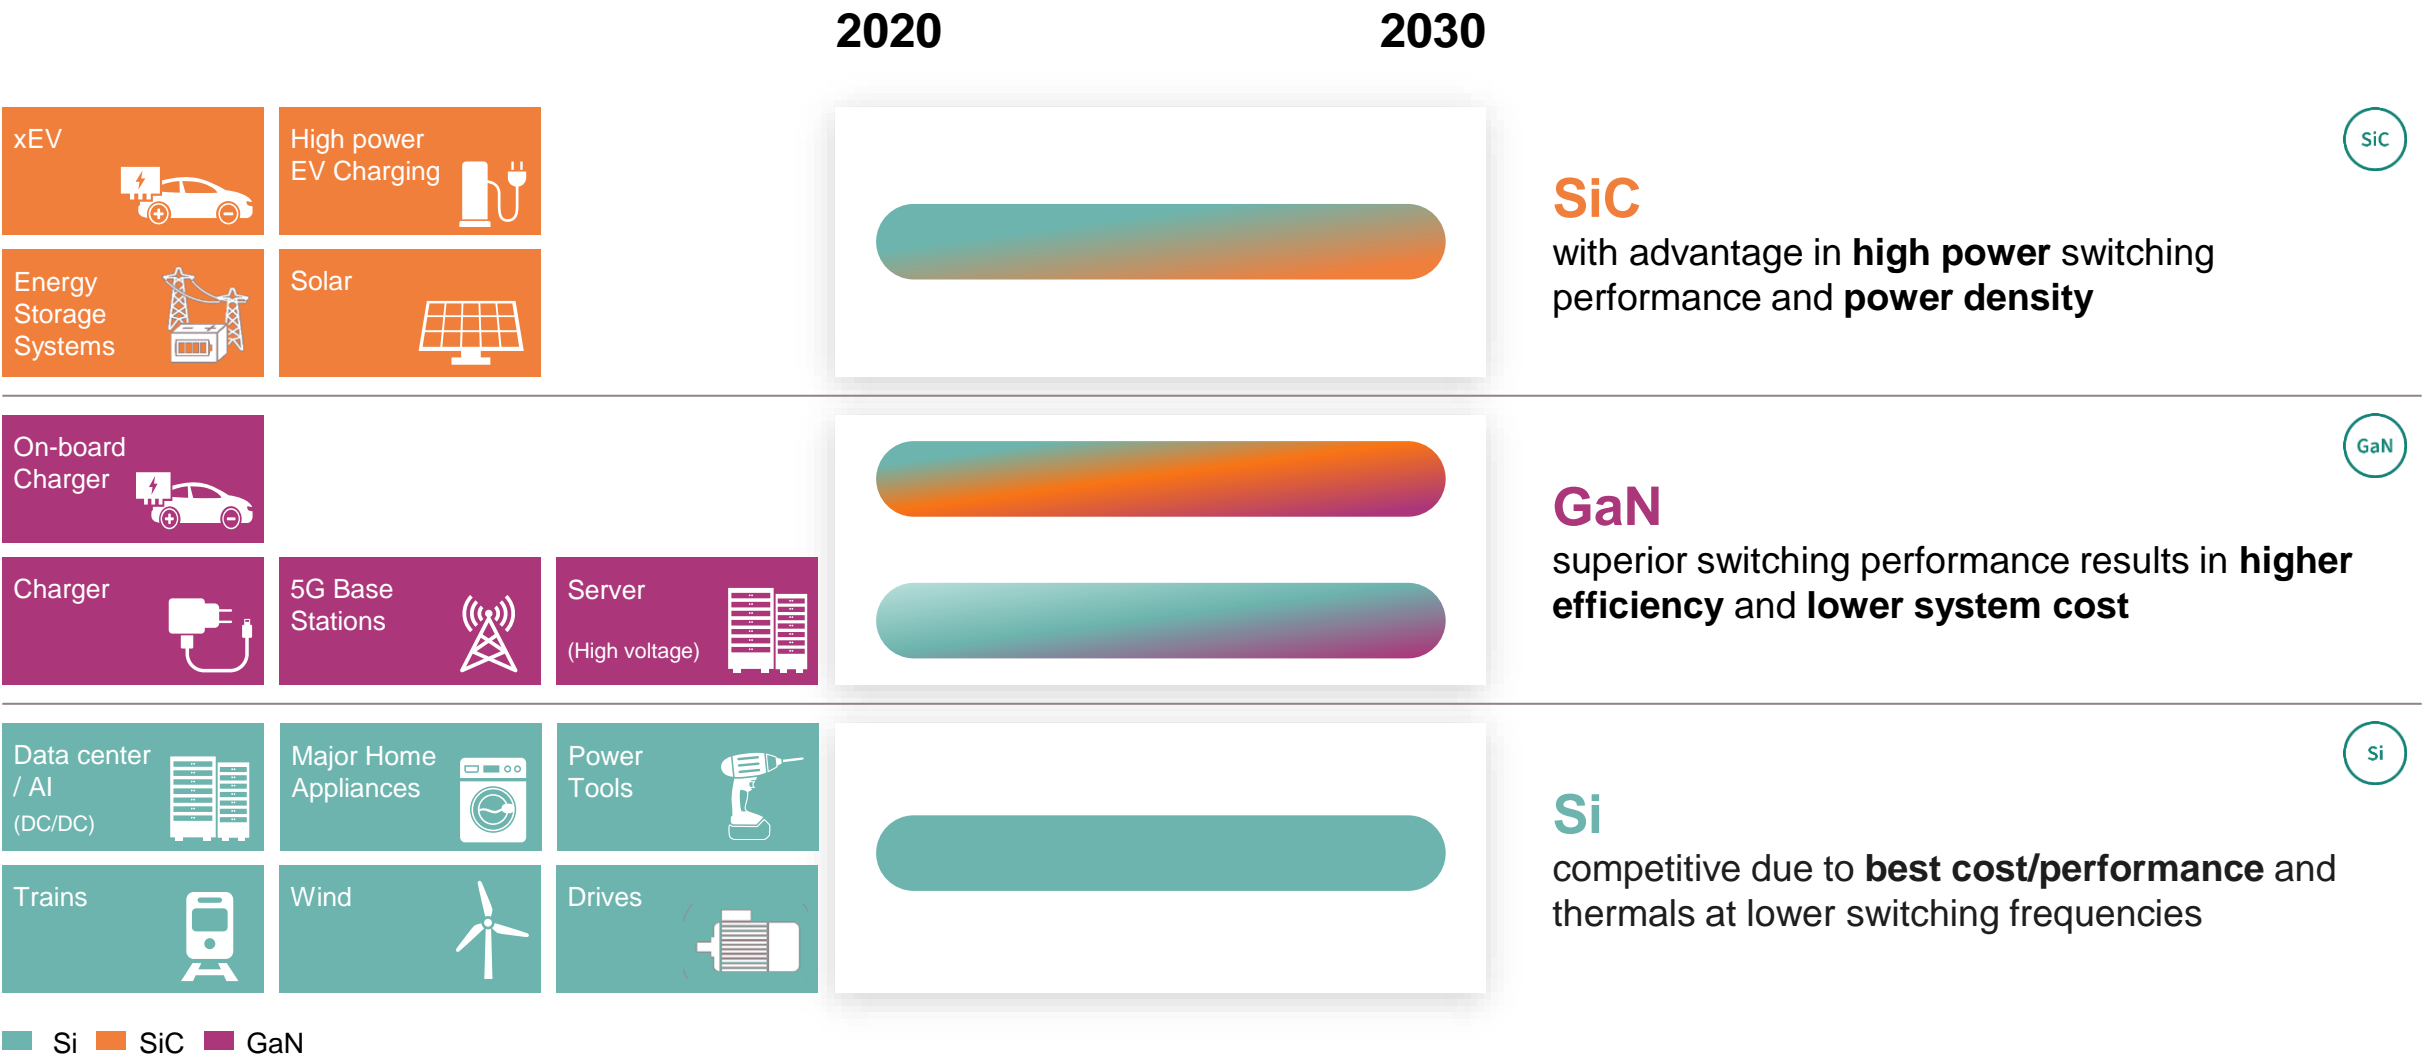 2020
2030
xEV
High power
EV Charging
Energy
Storage
Systems
Solar
SiC
SiC
with advantage in high power switching
performance and power density
On-board
Charger
Charger
5G Base
Stations
Server
(High voltage)
GaN
GaN
superior switching performance results in higher
efficiency and lower system cost
Data center
/ AI
(DC/DC)
Major Home
Appliances
Power
Tools
Trains
Wind
Drives
Si
Si
competitive due to best cost/performance and
thermals at lower switching frequencies
Si
SiC
GaN